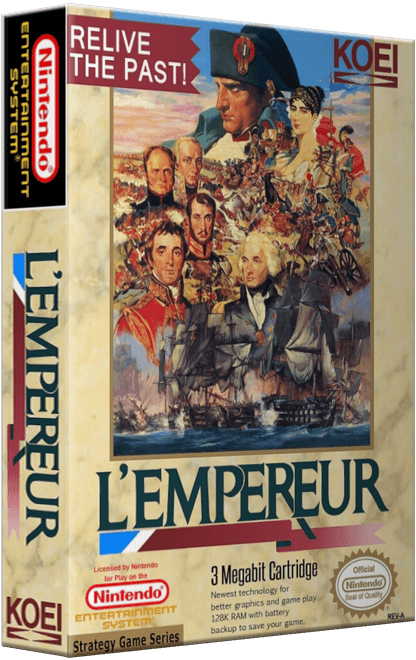 Nintendo
ENTERTAINMENT
SYSTEM
L'EMPEREUR
KOEI
RELIVE
THE PAST!
KOEI
L'EMPEREUR
Licensed by Nintendo
for Play on the
Nintendo
ENTERTAINMENT
SYSTEM
Strategy Game Series
3 Megabit Cartridge
Newest technology for
better graphics and game play.
128K RAM with battery
backup to save your game.
Official
Nintendo
Seal of Quality
REV-A